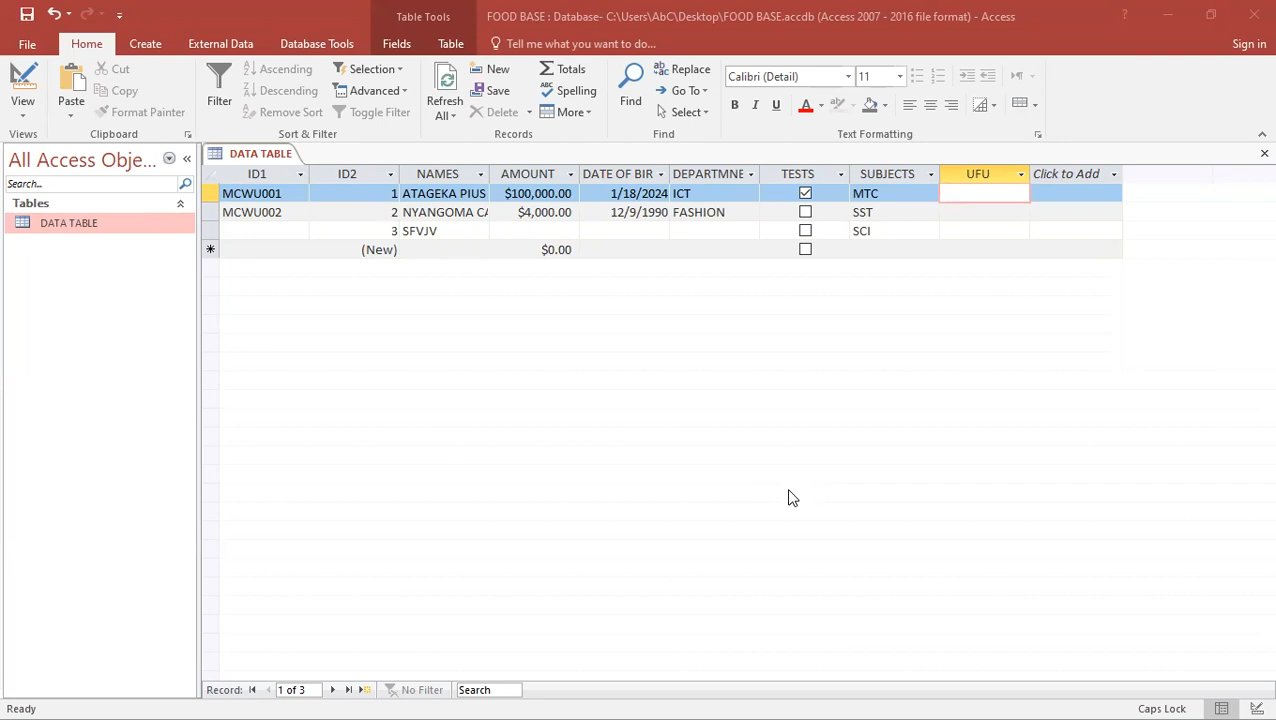 Table Tools
FOOD BASE : Database- C:\Users\AbC\Desktop\FOOD BASE.accdb (Access 2007 - 2016 file format) - Access
File Home Create External Data Database Tools Fields Table Tell me what you want to do... Sign in
View
Views
Paste
Cut
Copy
Format Painter
Clipboard
Filter
Ascending
Descending
Remove Sort
Selection
Advanced
Toggle Filter
Sort & Filter
Refresh
All
New
Save
Delete
Totals
Spelling
More
Records
Find
Replace
Go To
Select
Find
Calibri (Detail) 11
B I U A
Text Formatting
All Access Obje...
Search...
Tables
DATA TABLE
DATA TABLE
ID1 ID2 NAMES AMOUNT DATE OF BIR DEPARTMNE TESTS SUBJECTS UFU Click to Add
MCWU001 1 ATAGEKA PIUS $100,000.00 1/18/2024 ICT MTC
MCWU002 2 NYANGOMA CA $4,000.00 12/9/1990 FASHION SST
3 SFVJV SCI
(New) $0.00
Record: 1 of 3 No Filter Search
Ready Caps Lock